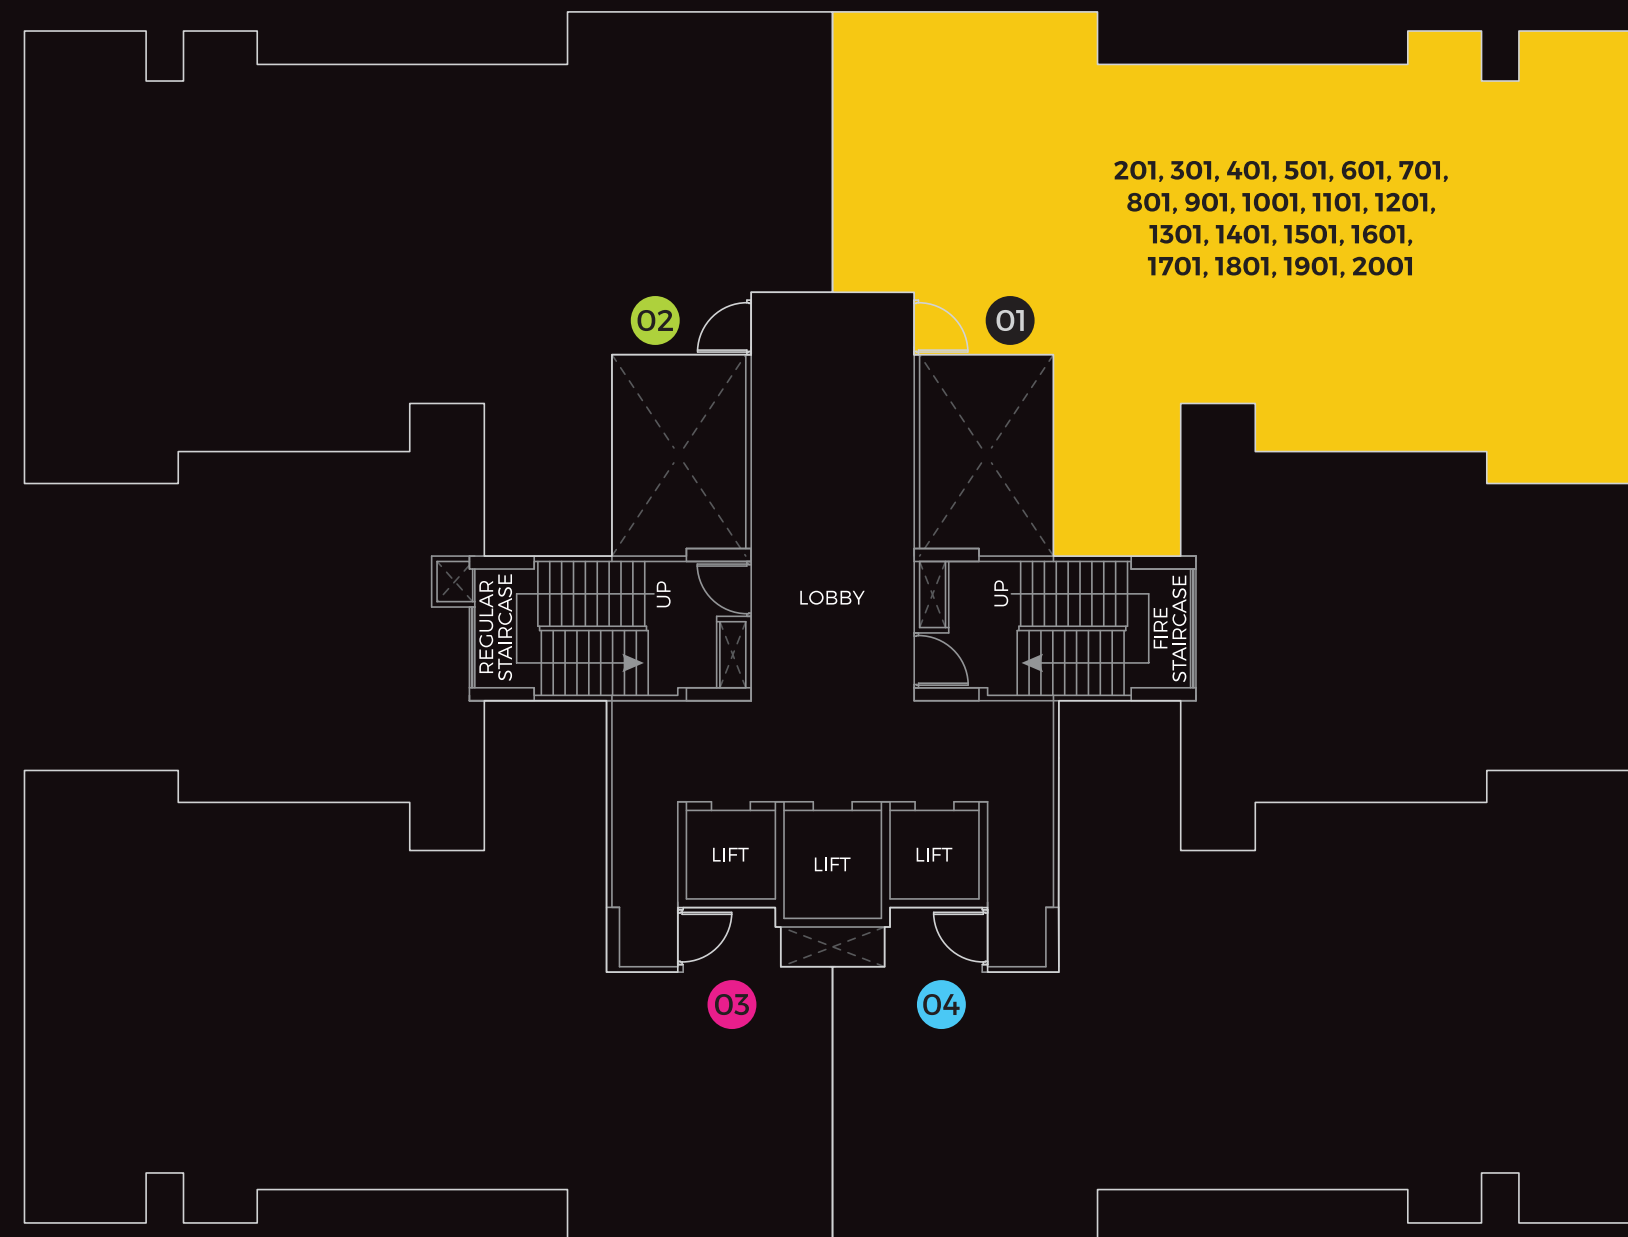 201, 301, 401, 501, 601, 701,
801, 901, 1001, 1101, 1201,
1301, 1401, 1501, 1601,
1701, 1801, 1901, 2001
02
01
REGULAR
STAIRCASE
UP
LOBBY
UP
FIRE
STAIRCASE
LIFT
LIFT
LIFT
03
04